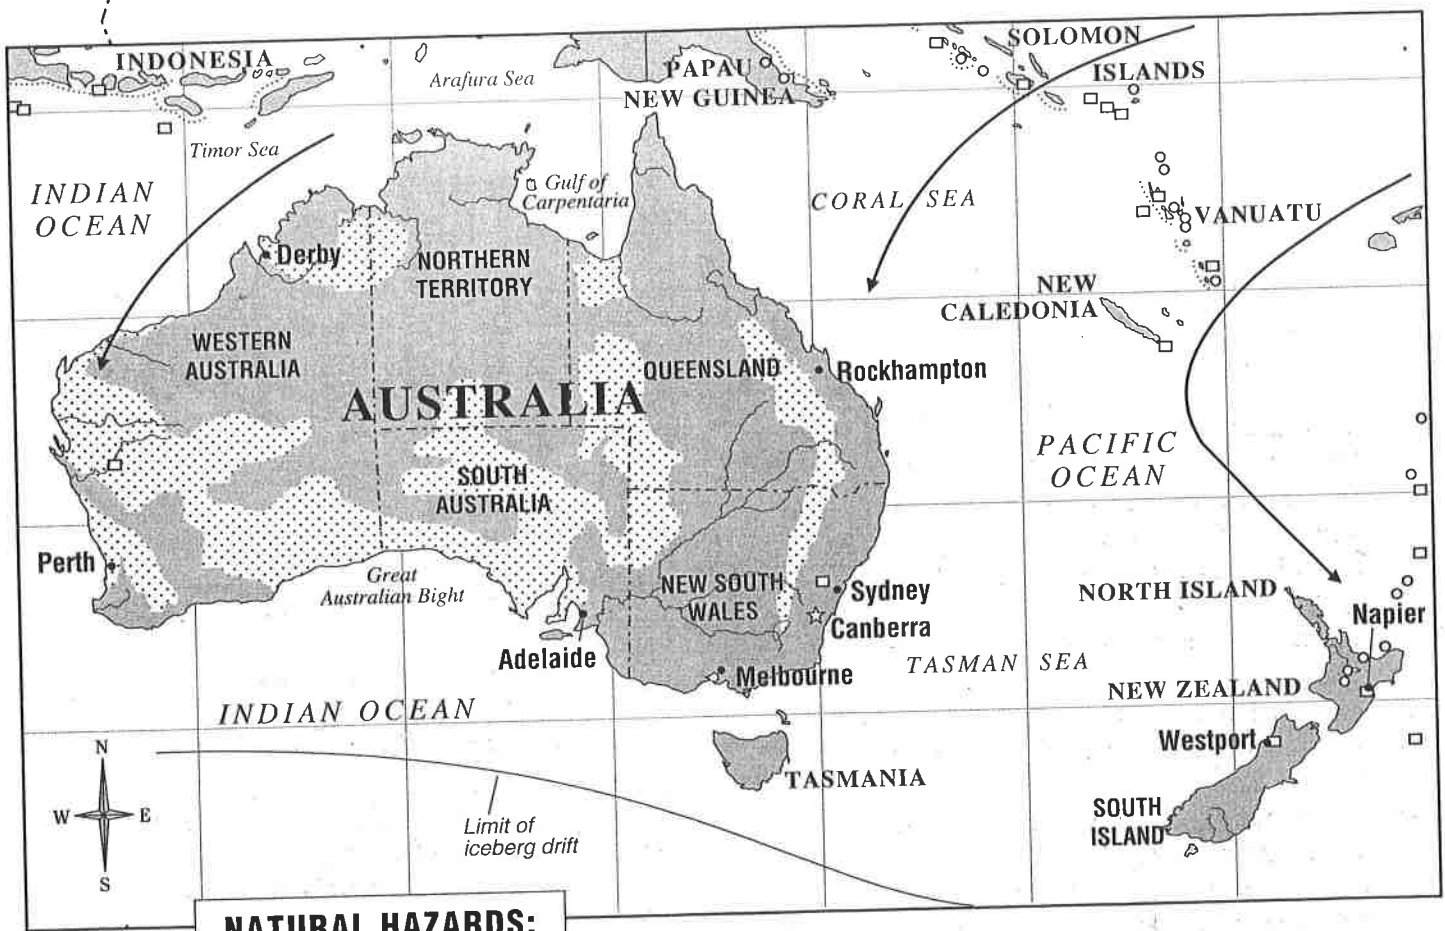 INDONESIA
Arafura Sea
PAPAU
NEW GUINEA
SOLOMON
ISLANDS
Timor Sea
INDIAN
OCEAN
Gulf of
Carpentaria
CORAL SEA
VANUATU
Derby
NORTHERN
TERRITORY
NEW
CALEDONIA
WESTERN
AUSTRALIA
QUEENSLAND
Rockhampton
AUSTRALIA
PACIFIC
OCEAN
SOUTH
AUSTRALIA
Perth
Great
Australian Bight
NEW SOUTH
WALES
Sydney
Canberra
NORTH ISLAND
Napier
Adelaide
Melbourne
TASMAN SEA
NEW ZEALAND
INDIAN OCEAN
Westport
TASMANIA
SOUTH
ISLAND
N
W
E
S
Limit of
iceberg drift
NATURAL HAZARDS: